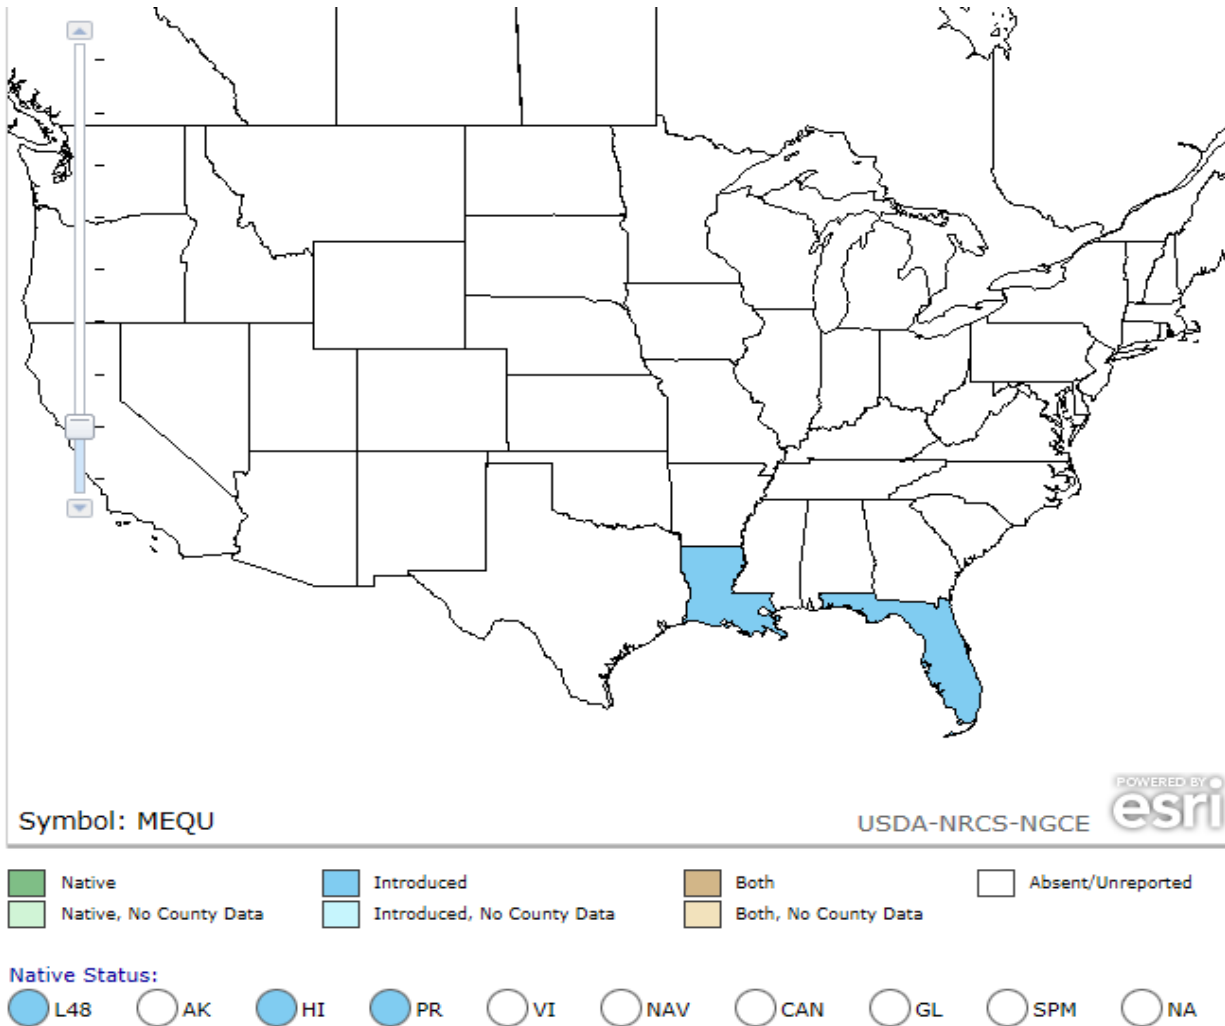 POWERED BY
esri
Symbol: MEQU
USDA-NRCS-NGCE
Native
Introduced
Both
Absent/Unreported
Native, No County Data
Introduced, No County Data
Both, No County Data
Native Status:
L48 AK HI PR VI NAV CAN GL SPM NA